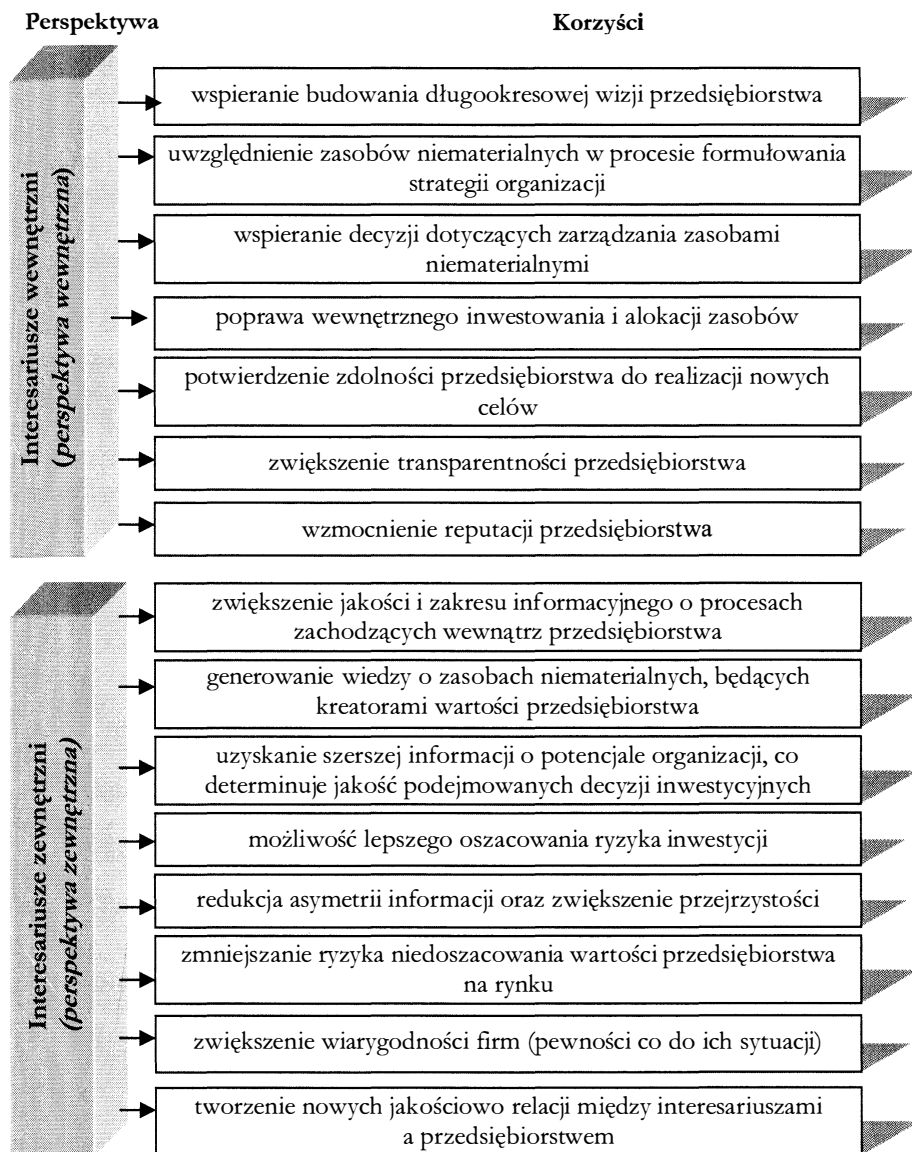 Perspektywa
Korzyści
Interesariusze wewnętrzni
(perspektywa wewnętrzna)
wspieranie budowania długookresowej wizji przedsiębiorstwa
uwzględnienie zasobów niematerialnych w procesie formułowania
strategii organizacji
wspieranie decyzji dotyczących zarządzania zasobami
niematerialnymi
poprawa wewnętrznego inwestowania i alokacji zasobów
potwierdzenie zdolności przedsiębiorstwa do realizacji nowych
celów
zwiększenie transparentności przedsiębiorstwa
wzmocnienie reputacji przedsiębiorstwa
Interesariusze zewnętrzni
(perspektywa zewnętrzna)
zwiększenie jakości i zakresu informacyjnego o procesach
zachodzących wewnątrz przedsiębiorstwa
generowanie wiedzy o zasobach niematerialnych, będących
kreatorami wartości przedsiębiorstwa
uzyskanie szerszej informacji o potencjale organizacji, co
determinuje jakość podejmowanych decyzji inwestycyjnych
możliwość lepszego oszacowania ryzyka inwestycji
redukcja asymetrii informacji oraz zwiększenie przejrzystości
zmniejszanie ryzyka niedoszacowania wartości przedsiębiorstwa
na rynku
zwiększenie wiarygodności firm (pewności co do ich sytuacji)
tworzenie nowych jakościowo relacji między interesariuszami
a przedsiębiorstwem